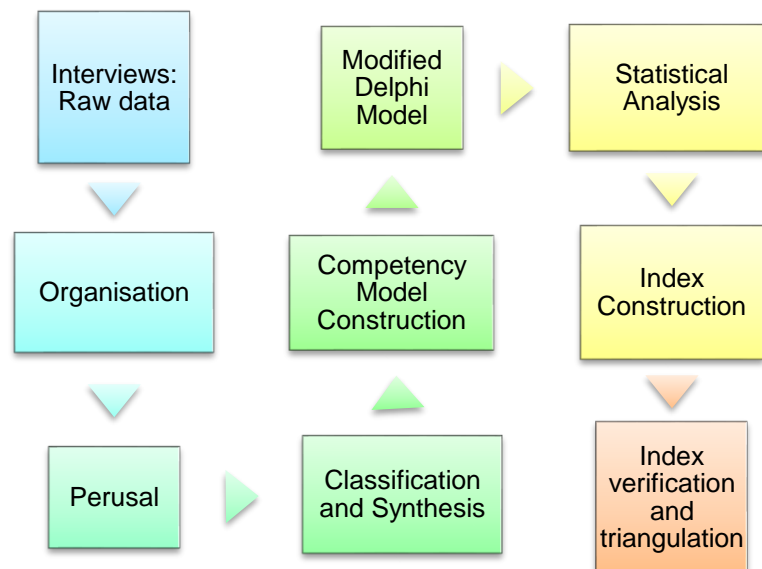 Interviews:
Raw data
Organisation
Perusal
Classification
and Synthesis
Competency
Model
Construction
Modified
Delphi
Model
Statistical
Analysis
Index
Construction
Index
verification
and
triangulation